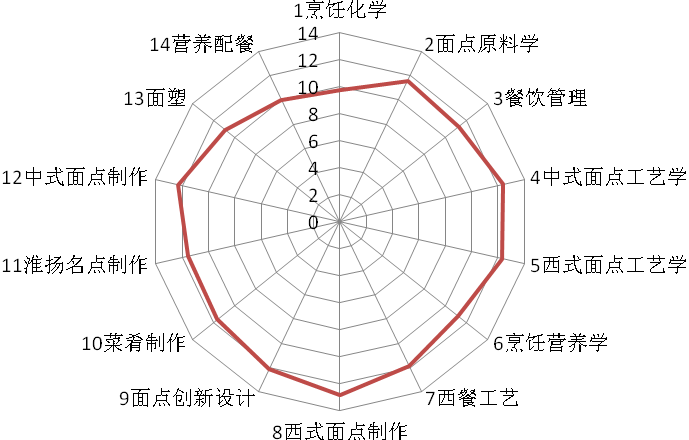 1烹饪化学
14
14营养配餐
2面点原料学
12
13面塑
10
3餐饮管理
8
6
12中式面点制作
4
4中式面点工艺学
2
0
11淮扬名点制作
5西式面点工艺学
10菜肴制作
6烹饪营养学
9面点创新设计
7西餐工艺
8西式面点制作